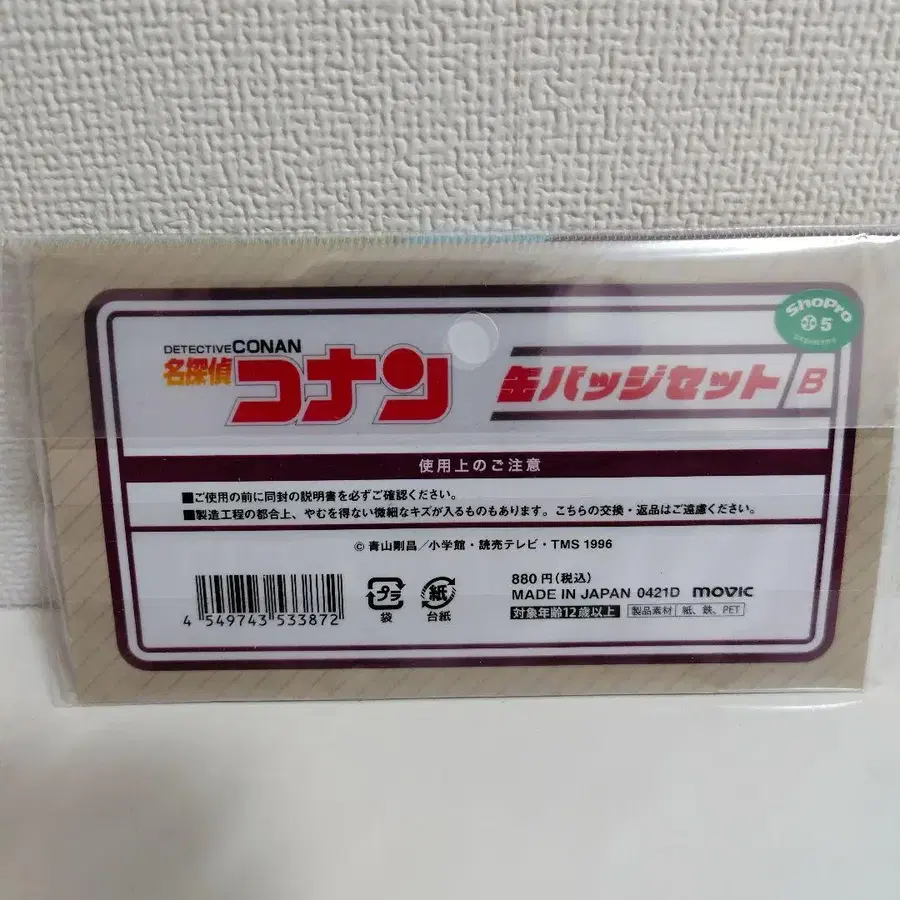 DETECTIVE CONAN
名探偵
コナン
缶バッジセット B
ShoPro
5
使用上のご注意
■ご使用の前に同封の説明書を必ずご確認ください。
■製造工程の都合上、やむを得ない微細なキズが入るものもあります。こちらの交換・返品はご遠慮ください。
© 青山剛昌／小学館・読売テレビ・TMS 1996
4 549743 533872
プラ
袋
紙
台紙
880円(税込)
MADE IN JAPAN 0421D movic
対象年齢12歳以上 製品素材 紙、鉄、PET